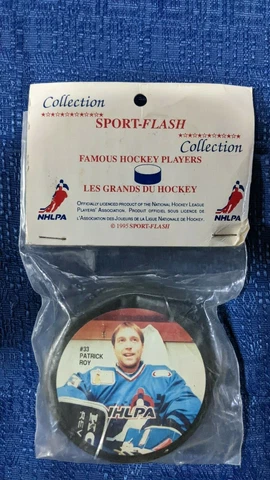 Collection
SPORT-FLASH
Collection
FAMOUS HOCKEY PLAYERS
LES GRANDS DU HOCKEY
NHLPA
NHLPA
OFFICIALLY LICENCED PRODUCT OF THE NATIONAL HOCKEY LEAGUE
PLAYERS' ASSOCIATION. PRODUIT OFFICIEL SOUS LICENCE DE
L'ASSOCIATION DES JOUEURS DE LA LIGUE NATIONALE DE HOCKEY.
© 1995 SPORT-FLASH
#33
PATRICK
ROY
NHLPA